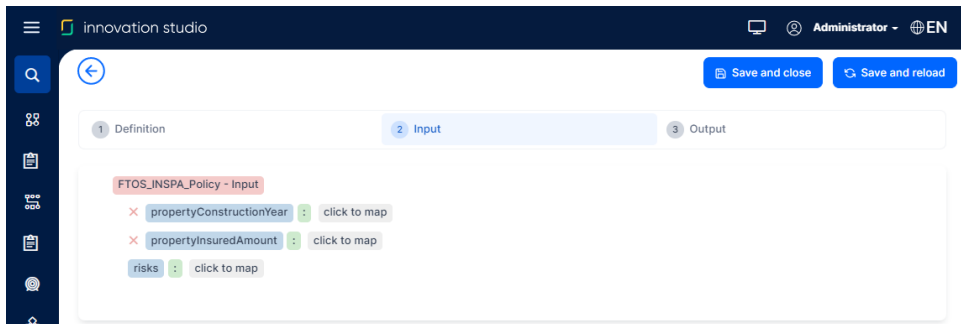 innovation studio Administrator EN
Save and close Save and reload
1 Definition 2 Input 3 Output
FTOS_INSPA_Policy - Input
propertyConstructionYear : click to map
propertyInsuredAmount : click to map
risks : click to map